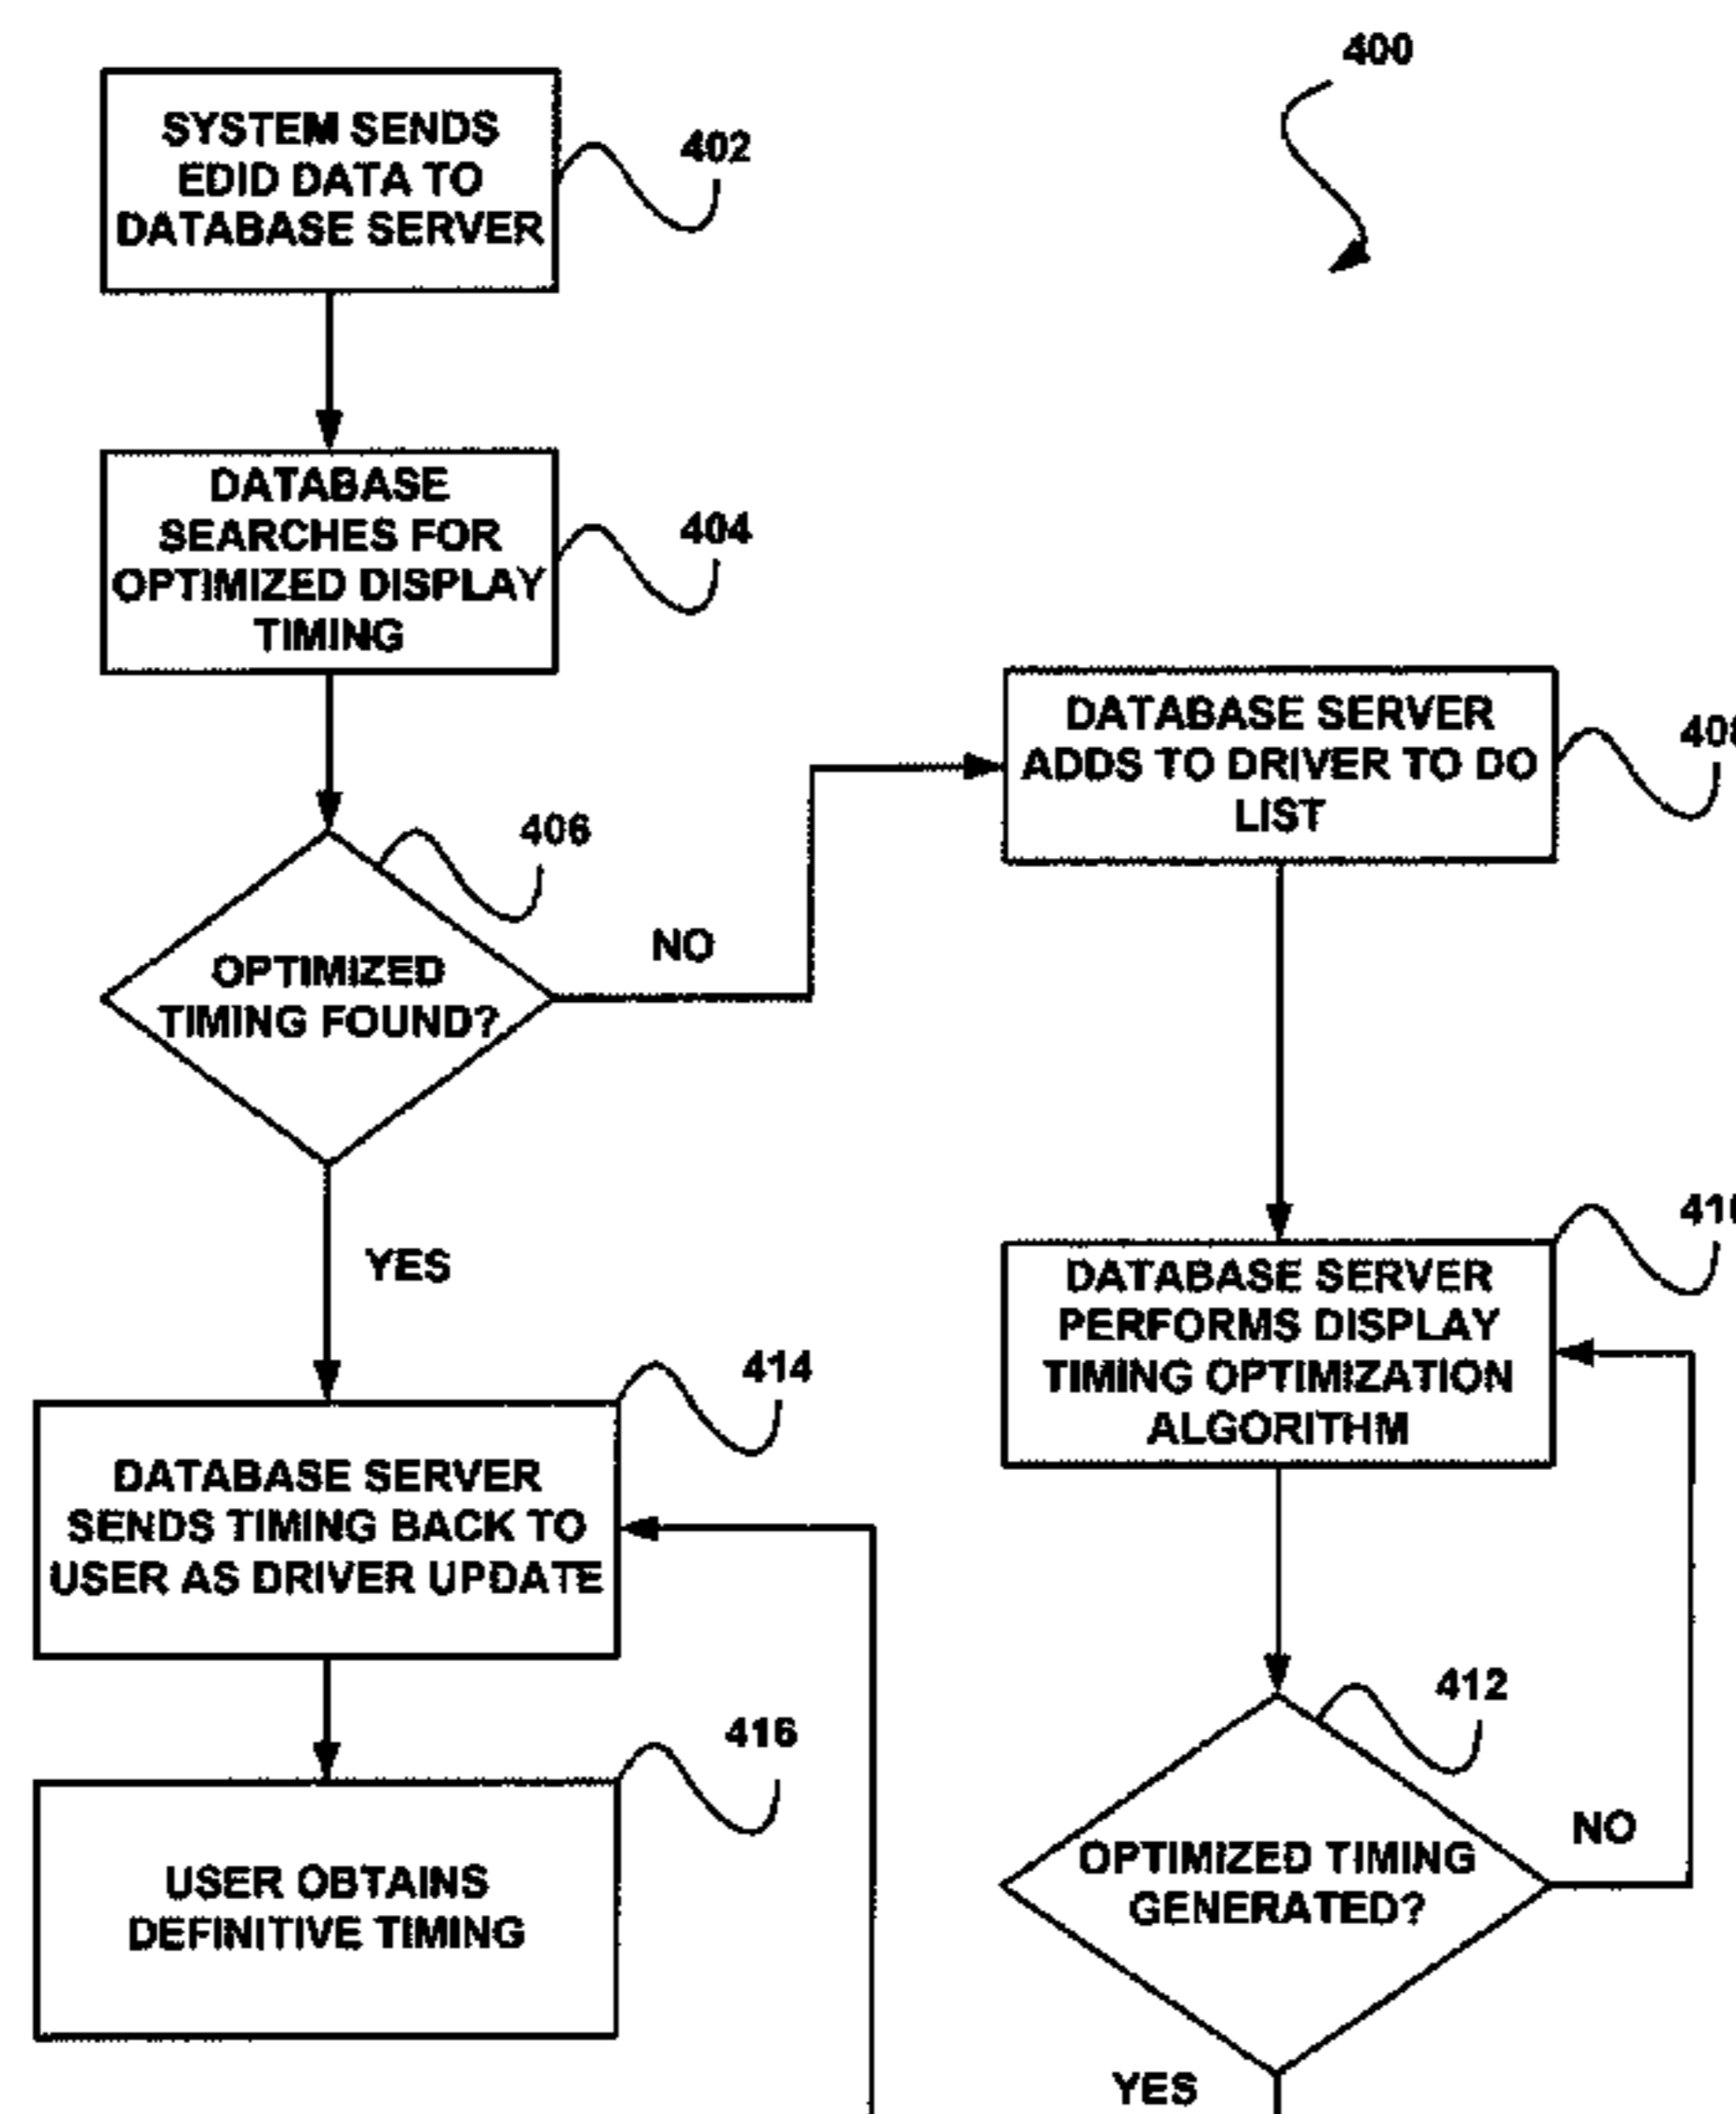 400
SYSTEM SENDS
EDID DATA TO
DATABASE SERVER
402
DATABASE
SEARCHES FOR
OPTIMIZED DISPLAY
TIMING
404
406
OPTIMIZED
TIMING FOUND?
NO
YES
DATABASE SERVER
ADDS TO DRIVER TO DO
LIST
DATABASE SERVER
PERFORMS DISPLAY
TIMING OPTIMIZATION
ALGORITHM
412
OPTIMIZED TIMING
GENERATED?
NO
YES
414
DATABASE SERVER
SENDS TIMING BACK TO
USER AS DRIVER UPDATE
416
USER OBTAINS
DEFINITIVE TIMING